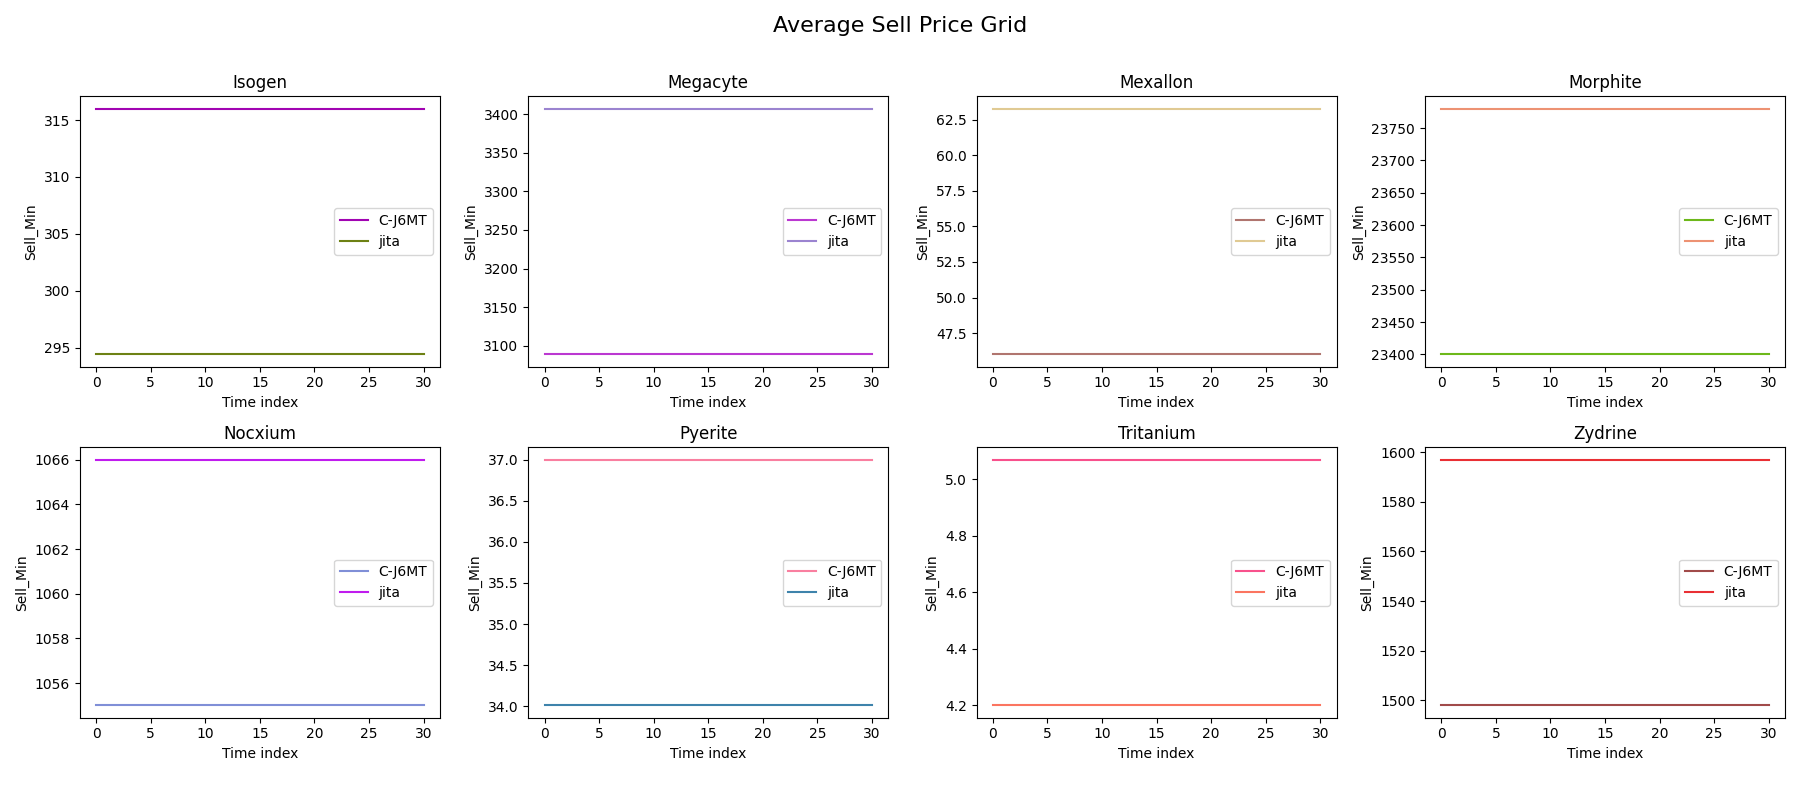 Average Sell Price Grid
Isogen
315
310
305
300
295
Sell_Min
C-J6MT
jita
0 5 10 15 20 25 30
Time index
Megacyte
3400
3350
3300
3250
3200
3150
3100
Sell_Min
C-J6MT
jita
0 5 10 15 20 25 30
Time index
Mexallon
62.5
60.0
57.5
55.0
52.5
50.0
47.5
Sell_Min
C-J6MT
jita
0 5 10 15 20 25 30
Time index
Morphite
23750
23700
23650
23600
23550
23500
23450
23400
Sell_Min
C-J6MT
jita
0 5 10 15 20 25 30
Time index
Nocxium
1066
1064
1062
1060
1058
1056
Sell_Min
C-J6MT
jita
0 5 10 15 20 25 30
Time index
Pyerite
37.0
36.5
36.0
35.5
35.0
34.5
34.0
Sell_Min
C-J6MT
jita
0 5 10 15 20 25 30
Time index
Tritanium
5.0
4.8
4.6
4.4
4.2
Sell_Min
C-J6MT
jita
0 5 10 15 20 25 30
Time index
Zydrine
1600
1580
1560
1540
1520
1500
Sell_Min
C-J6MT
jita
0 5 10 15 20 25 30
Time index